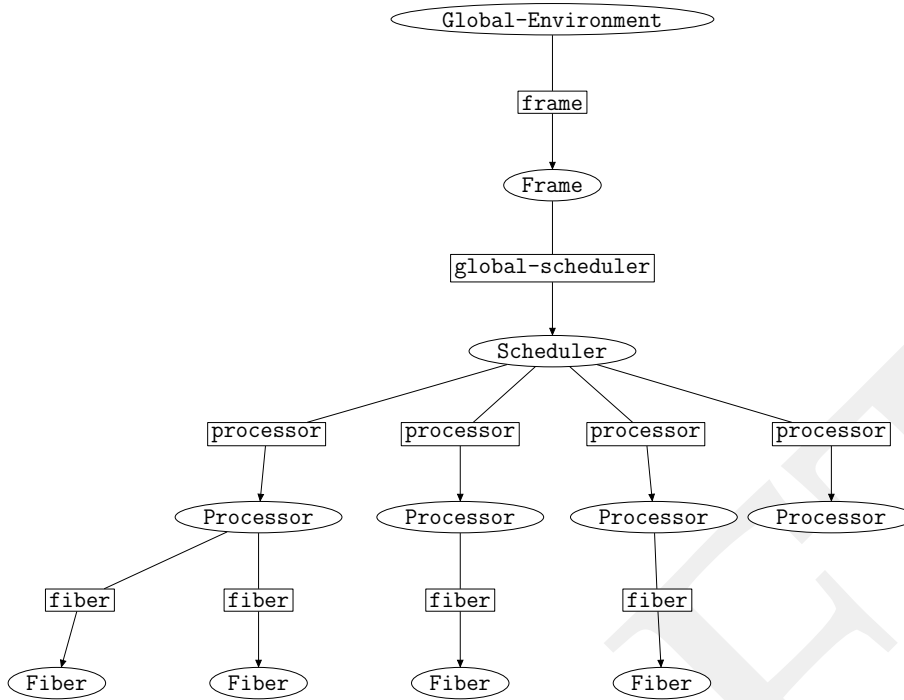 Global-Environment
frame
Frame
global-scheduler
Scheduler
processor processor processor processor
Processor Processor Processor Processor
fiber fiber fiber fiber
Fiber Fiber Fiber Fiber